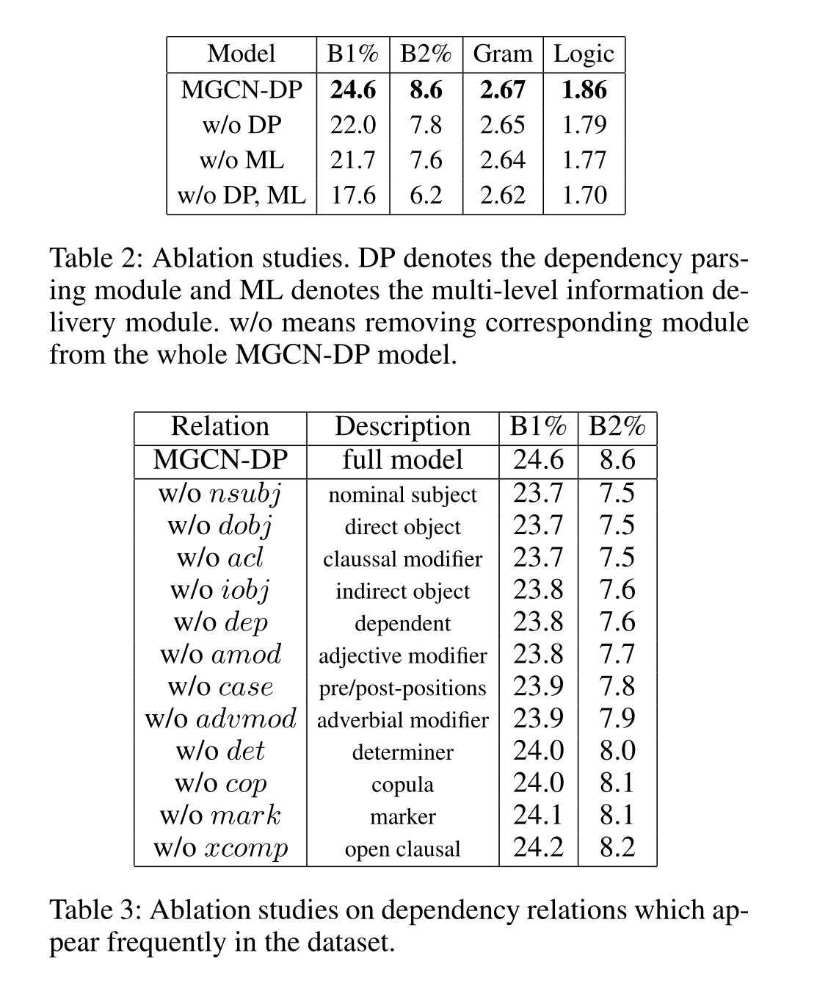 Model B1% B2% Gram Logic
MGCN-DP 24.6 8.6 2.67 1.86
w/o DP 22.0 7.8 2.65 1.79
w/o ML 21.7 7.6 2.64 1.77
w/o DP, ML 17.6 6.2 2.62 1.70
Table 2: Ablation studies. DP denotes the dependency pars-
ing module and ML denotes the multi-level information de-
livery module. w/o means removing corresponding module
from the whole MGCN-DP model.
Relation Description B1% B2%
MGCN-DP full model 24.6 8.6
w/o nsubj nominal subject 23.7 7.5
w/o dobj direct object 23.7 7.5
w/o acl claussal modifier 23.7 7.5
w/o iobj indirect object 23.8 7.6
w/o dep dependent 23.8 7.6
w/o amod adjective modifier 23.8 7.7
w/o case pre/post-positions 23.9 7.8
w/o advmod adverbial modifier 23.9 7.9
w/o det determiner 24.0 8.0
w/o cop copula 24.0 8.1
w/o mark marker 24.1 8.1
w/o xcomp open clausal 24.2 8.2
Table 3: Ablation studies on dependency relations which ap-
pear frequently in the dataset.